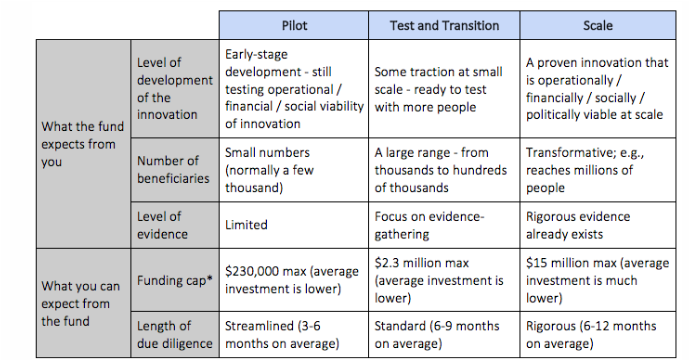 Pilot
Test and Transition
Scale
What the fund
expects from
you
Level of
development
of the
innovation
Early-stage
development - still
testing operational /
financial / social viability
of innovation
Some traction at small
scale - ready to test
with more people
A proven innovation that
is operationally /
financially / socially /
politically viable at scale
Number of
beneficiaries
Small numbers
(normally a few
thousand)
A large range - from
thousands to hundreds
of thousands
Transformative; e.g.,
reaches millions of
people
Level of
evidence
Limited
Focus on evidence-
gathering
Rigorous evidence
already exists
What you can
expect from
the fund
Funding cap*
$230,000 max (average
investment is lower)
$2.3 million max
(average investment is
lower)
$15 million max (average
investment is much
lower)
Length of
due diligence
Streamlined (3-6
months on average)
Standard (6-9 months
on average)
Rigorous (6-12 months
on average)